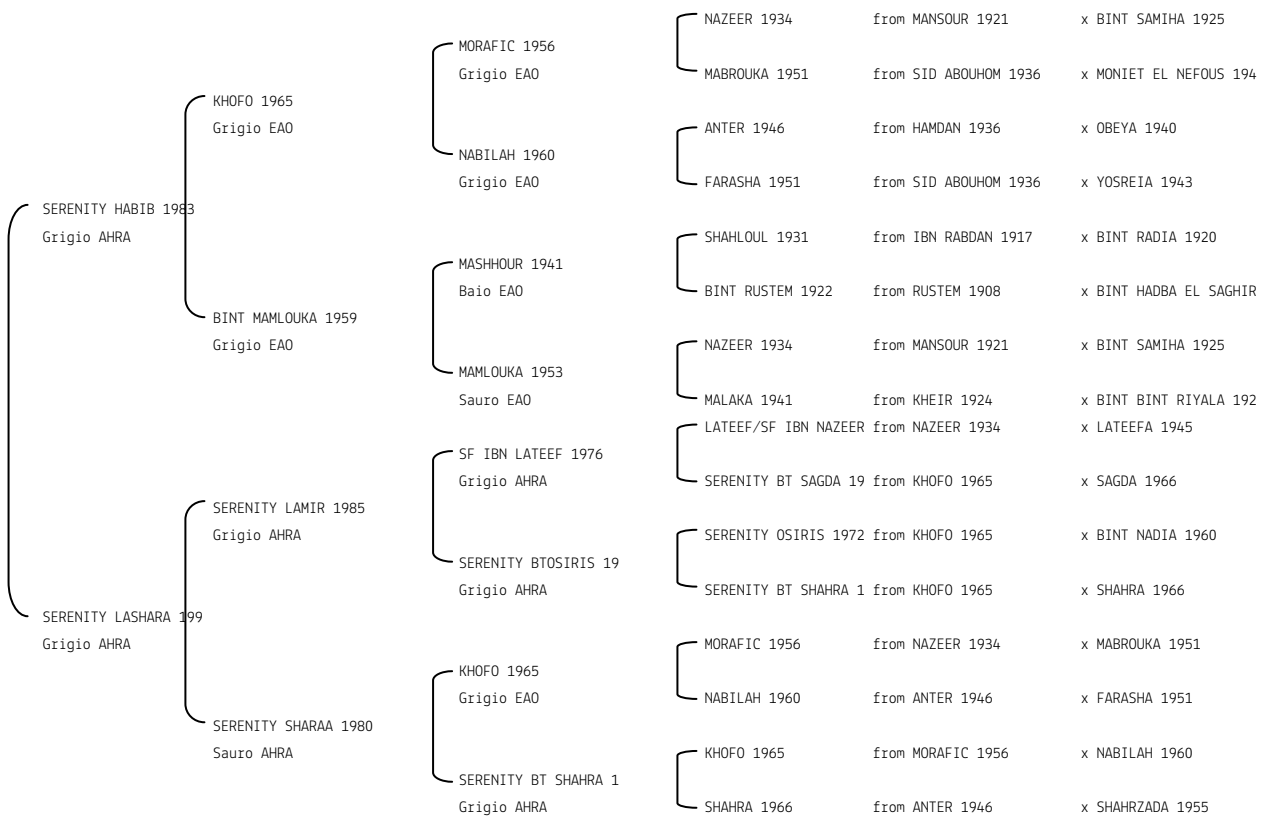 NAZEER 1934 from MANSOUR 1921 x BINT SAMIHA 1925
MORAFIC 1956
Grigio EAO
MABROUKA 1951 from SID ABOUHOM 1936 x MONIET EL NEFOUS 194
KHOFO 1965
Grigio EAO
ANTER 1946 from HAMDAN 1936 x OBEYA 1940
NABILAH 1960
Grigio EAO
FARASHA 1951 from SID ABOUHOM 1936 x YOSREIA 1943
SERENITY HABIB 1983
Grigio AHRA
SHAHLOUL 1931 from IBN RABDAN 1917 x BINT RADIA 1920
MASHHOUR 1941
Baio EAO
BINT RUSTEM 1922 from RUSTEM 1908 x BINT HADBA EL SAGHIR
BINT MAMLOUKA 1959
Grigio EAO
NAZEER 1934 from MANSOUR 1921 x BINT SAMIHA 1925
MAMLOUKA 1953
Sauro EAO
MALAKA 1941 from KHEIR 1924 x BINT BINT RIYALA 192
LATEEF/SF IBN NAZEER from NAZEER 1934 x LATEEFA 1945
SF IBN LATEEF 1976
Grigio AHRA
SERENITY BT SAGDA 19 from KHOFO 1965 x SAGDA 1966
SERENITY LAMIR 1985
Grigio AHRA
SERENITY OSIRIS 1972 from KHOFO 1965 x BINT NADIA 1960
SERENITY BTOSIRIS 19
Grigio AHRA
SERENITY BT SHAHRA 1 from KHOFO 1965 x SHAHRA 1966
SERENITY LASHARA 199
Grigio AHRA
MORAFIC 1956 from NAZEER 1934 x MABROUKA 1951
KHOFO 1965
Grigio EAO
NABILAH 1960 from ANTER 1946 x FARASHA 1951
SERENITY SHARAA 1980
Sauro AHRA
KHOFO 1965 from MORAFIC 1956 x NABILAH 1960
SERENITY BT SHAHRA 1
Grigio AHRA
SHAHRA 1966 from ANTER 1946 x SHAHRZADA 1955